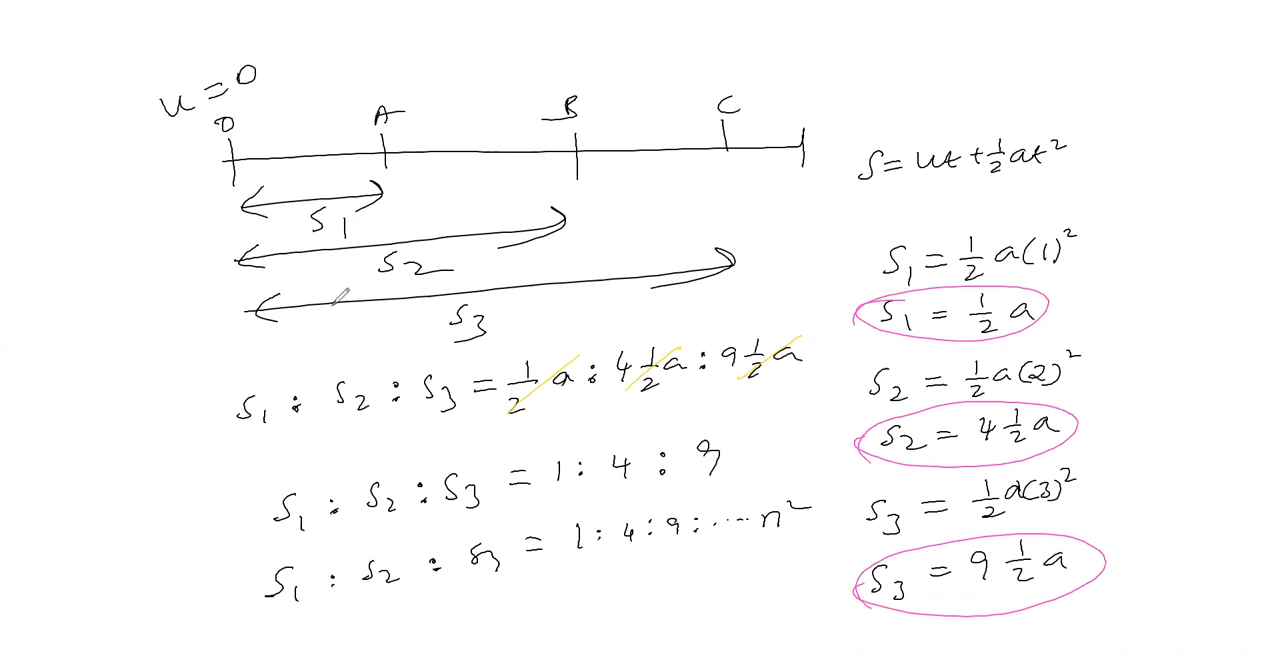 u=0
O A B C
S1
S2
S3
S=ut+½at²
S₁=½a(1)²
S₁=½a
S₂=½a(2)²
S₂=4½a
S₃=½a(3)²
S₃=9½a
S₁:S₂:S₃=½a:4½a:9½a
S₁:S₂:S₃=1:4:9
S₁:S₂:S₃=1:4:9:....n²